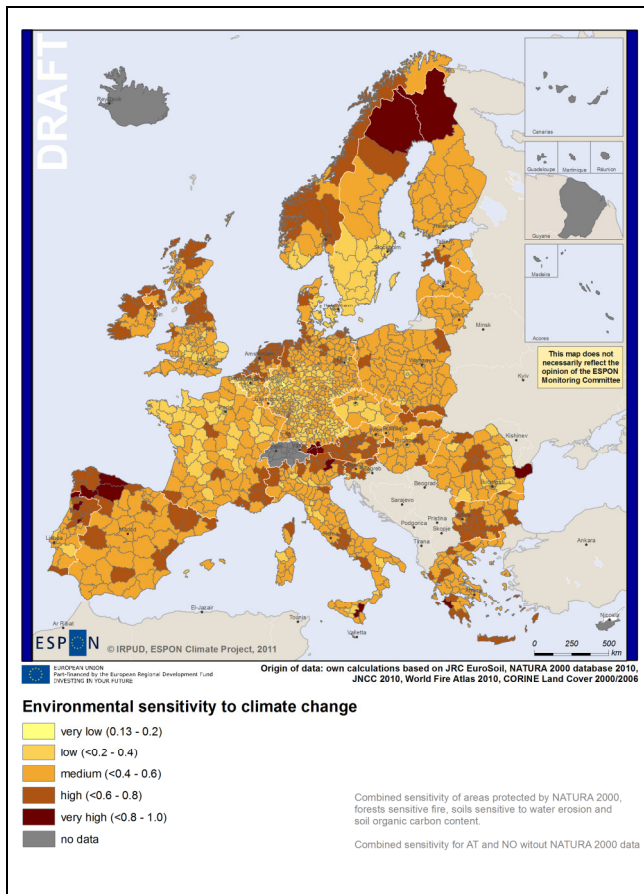 DRAFT
Reykjavik
Canarias
Guadeloupe
Martinique
Réunion
Guyane
Madeira
Acores
This map does not
necessarily reflect the
opinion of the ESPON
Monitoring Committee
Tallinn
Minsk
Kyiv
Kishinev
Beograd
Sarajevo
Podgorica
Pristina
Skopje
Tirana
Ankara
Madrid
Ar Ribat
El-Jazair
Tounis
Valletta
Nicosia
ESPON
© IRPUD, ESPON Climate Project, 2011
0 250 500
km
EUROPEAN UNION
Part-financed by the European Regional Development Fund
INVESTING IN YOUR FUTURE
Origin of data: own calculations based on JRC EuroSoil, NATURA 2000 database 2010,
JNCC 2010, World Fire Atlas 2010, CORINE Land Cover 2000/2006
Environmental sensitivity to climate change
very low (0.13 - 0.2)
low (<0.2 - 0.4)
medium (<0.4 - 0.6)
high (<0.6 - 0.8)
very high (<0.8 - 1.0)
no data
Combined sensitivity of areas protected by NATURA 2000,
forests sensitive fire, soils sensitive to water erosion and
soil organic carbon content.
Combined sensitivity for AT and NO witout NATURA 2000 data